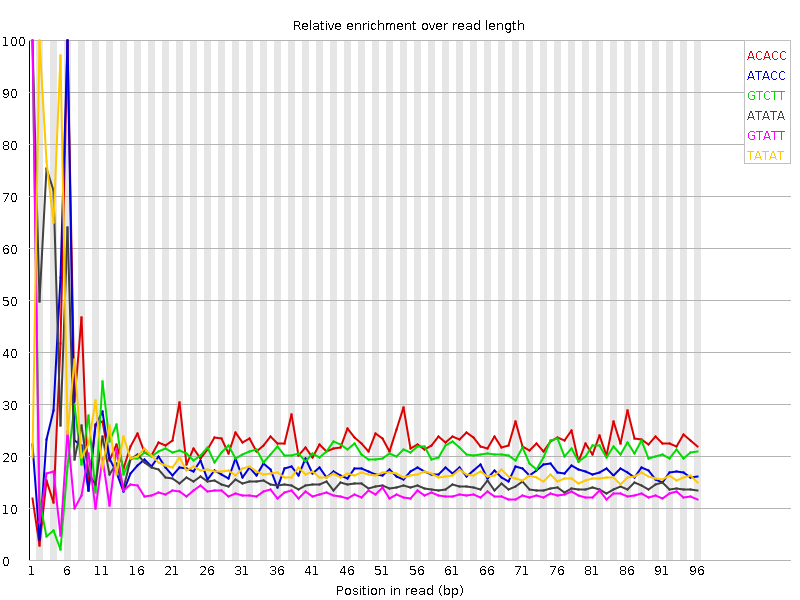 Relative enrichment over read length
100
90
80
70
60
50
40
30
20
10
0
ACACC
ATACC
GTCTT
ATATA
GTATT
TATAT
1 6 11 16 21 26 31 36 41 46 51 56 61 66 71 76 81 86 91 96
Position in read (bp)